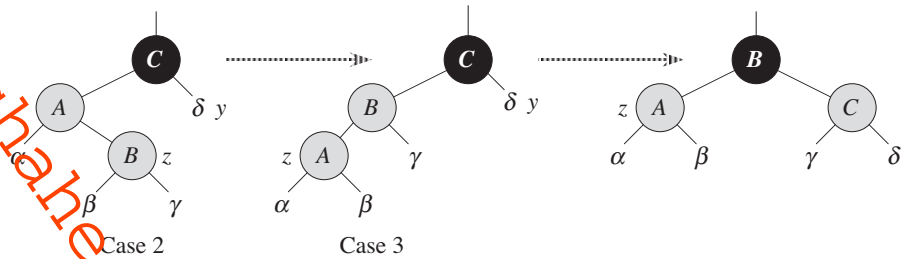 C C B
A δ y B δ y z A C
α B z z A γ α β γ δ
β γ α β
Case 2 Case 3